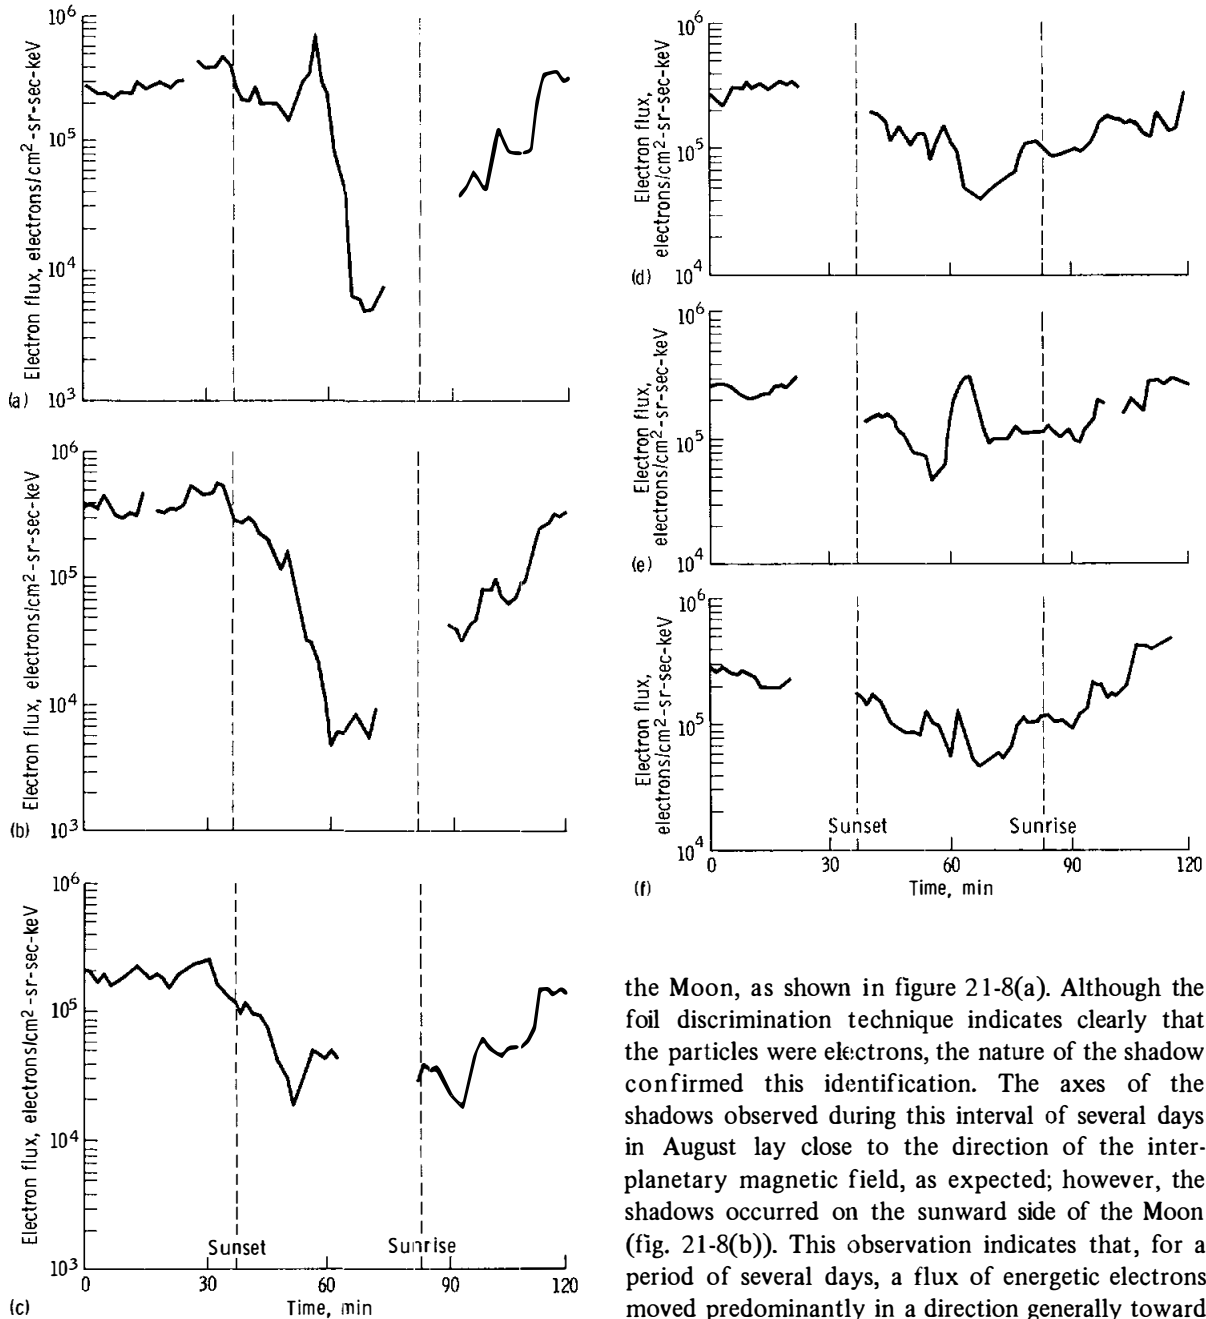 10^6
10^5
10^4
10^3
Electron flux, electrons/cm²-sr-sec-keV
(a)
10^6
10^5
10^4
10^3
Electron flux, electrons/cm²-sr-sec-keV
(b)
10^6
10^5
10^4
10^3
Electron flux, electrons/cm²-sr-sec-keV
Sunset
Sunrise
0 30 60 90 120
Time, min
(c)
10^6
10^5
10^4
Electron flux,
electrons/cm²-sr-sec-keV
(d)
10^6
10^5
10^4
Electron flux,
electrons/cm²-sr-sec-keV
(e)
10^6
10^5
10^4
Electron flux,
electrons/cm²-sr-sec-keV
Sunset
Sunrise
0 30 60 90 120
Time, min
(f)
the Moon, as shown in figure 21-8(a). Although the
foil discrimination technique indicates clearly that
the particles were electrons, the nature of the shadow
confirmed this identification. The axes of the
shadows observed during this interval of several days
in August lay close to the direction of the inter-
planetary magnetic field, as expected; however, the
shadows occurred on the sunward side of the Moon
(fig. 21-8(b)). This observation indicates that, for a
period of several days, a flux of energetic electrons
moved predominantly in a direction generally toward